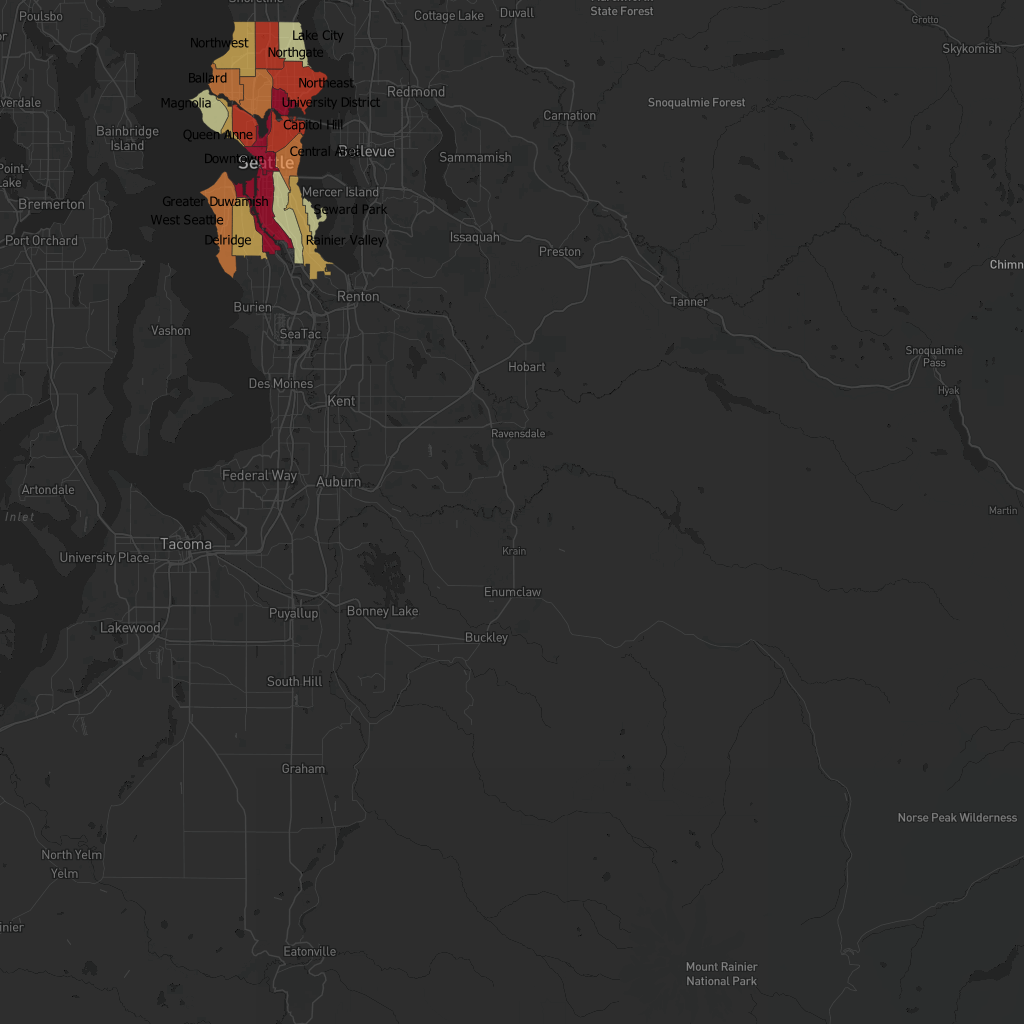 Shoreline
Poulsbo
Cottage Lake
Duvall
State Forest
Grotto
Skykomish
Northwest
Lake City
Northgate
Ballard
Northeast
Redmond
Magnolia
University District
Snoqualmie Forest
Carnation
Bainbridge
Island
Queen Anne
Capitol Hill
Downtown
Seattle
Central
Bellevue
Sammamish
Point-
Lake
Bremerton
Greater Duwamish
Mercer Island
Seward Park
West Seattle
Port Orchard
Delridge
Rainier Valley
Issaquah
Preston
Burien
Renton
Tanner
Vashon
SeaTac
Snoqualmie
Pass
Hyak
Hobart
Des Moines
Kent
Ravensdale
Federal Way
Auburn
Artondale
Inlet
Martin
Tacoma
University Place
Krain
Enumclaw
Puyallup
Bonney Lake
Lakewood
Buckley
South Hill
Graham
Norse Peak Wilderness
North Yelm
Yelm
Eatonville
Mount Rainier
National Park